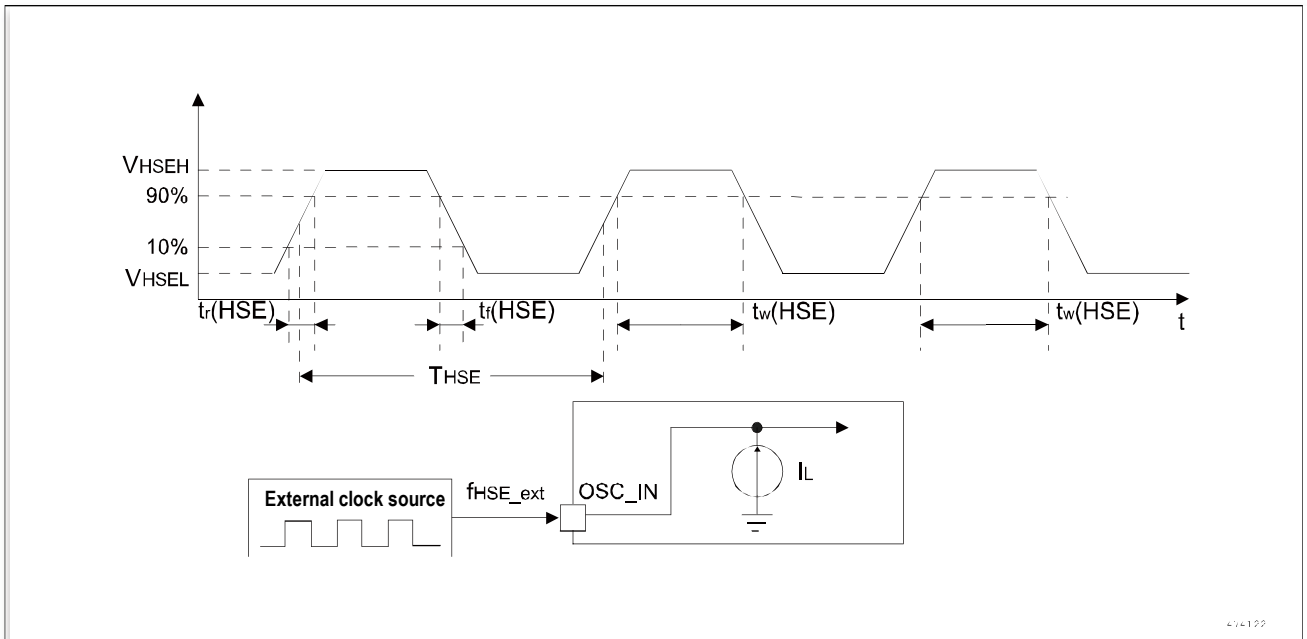 VHSEH
90%
10%
VHSEL
tr(HSE)
tf(HSE)
tw(HSE)
tw(HSE)
t
THSE
External clock source
fHSE_ext
OSC_IN
IL